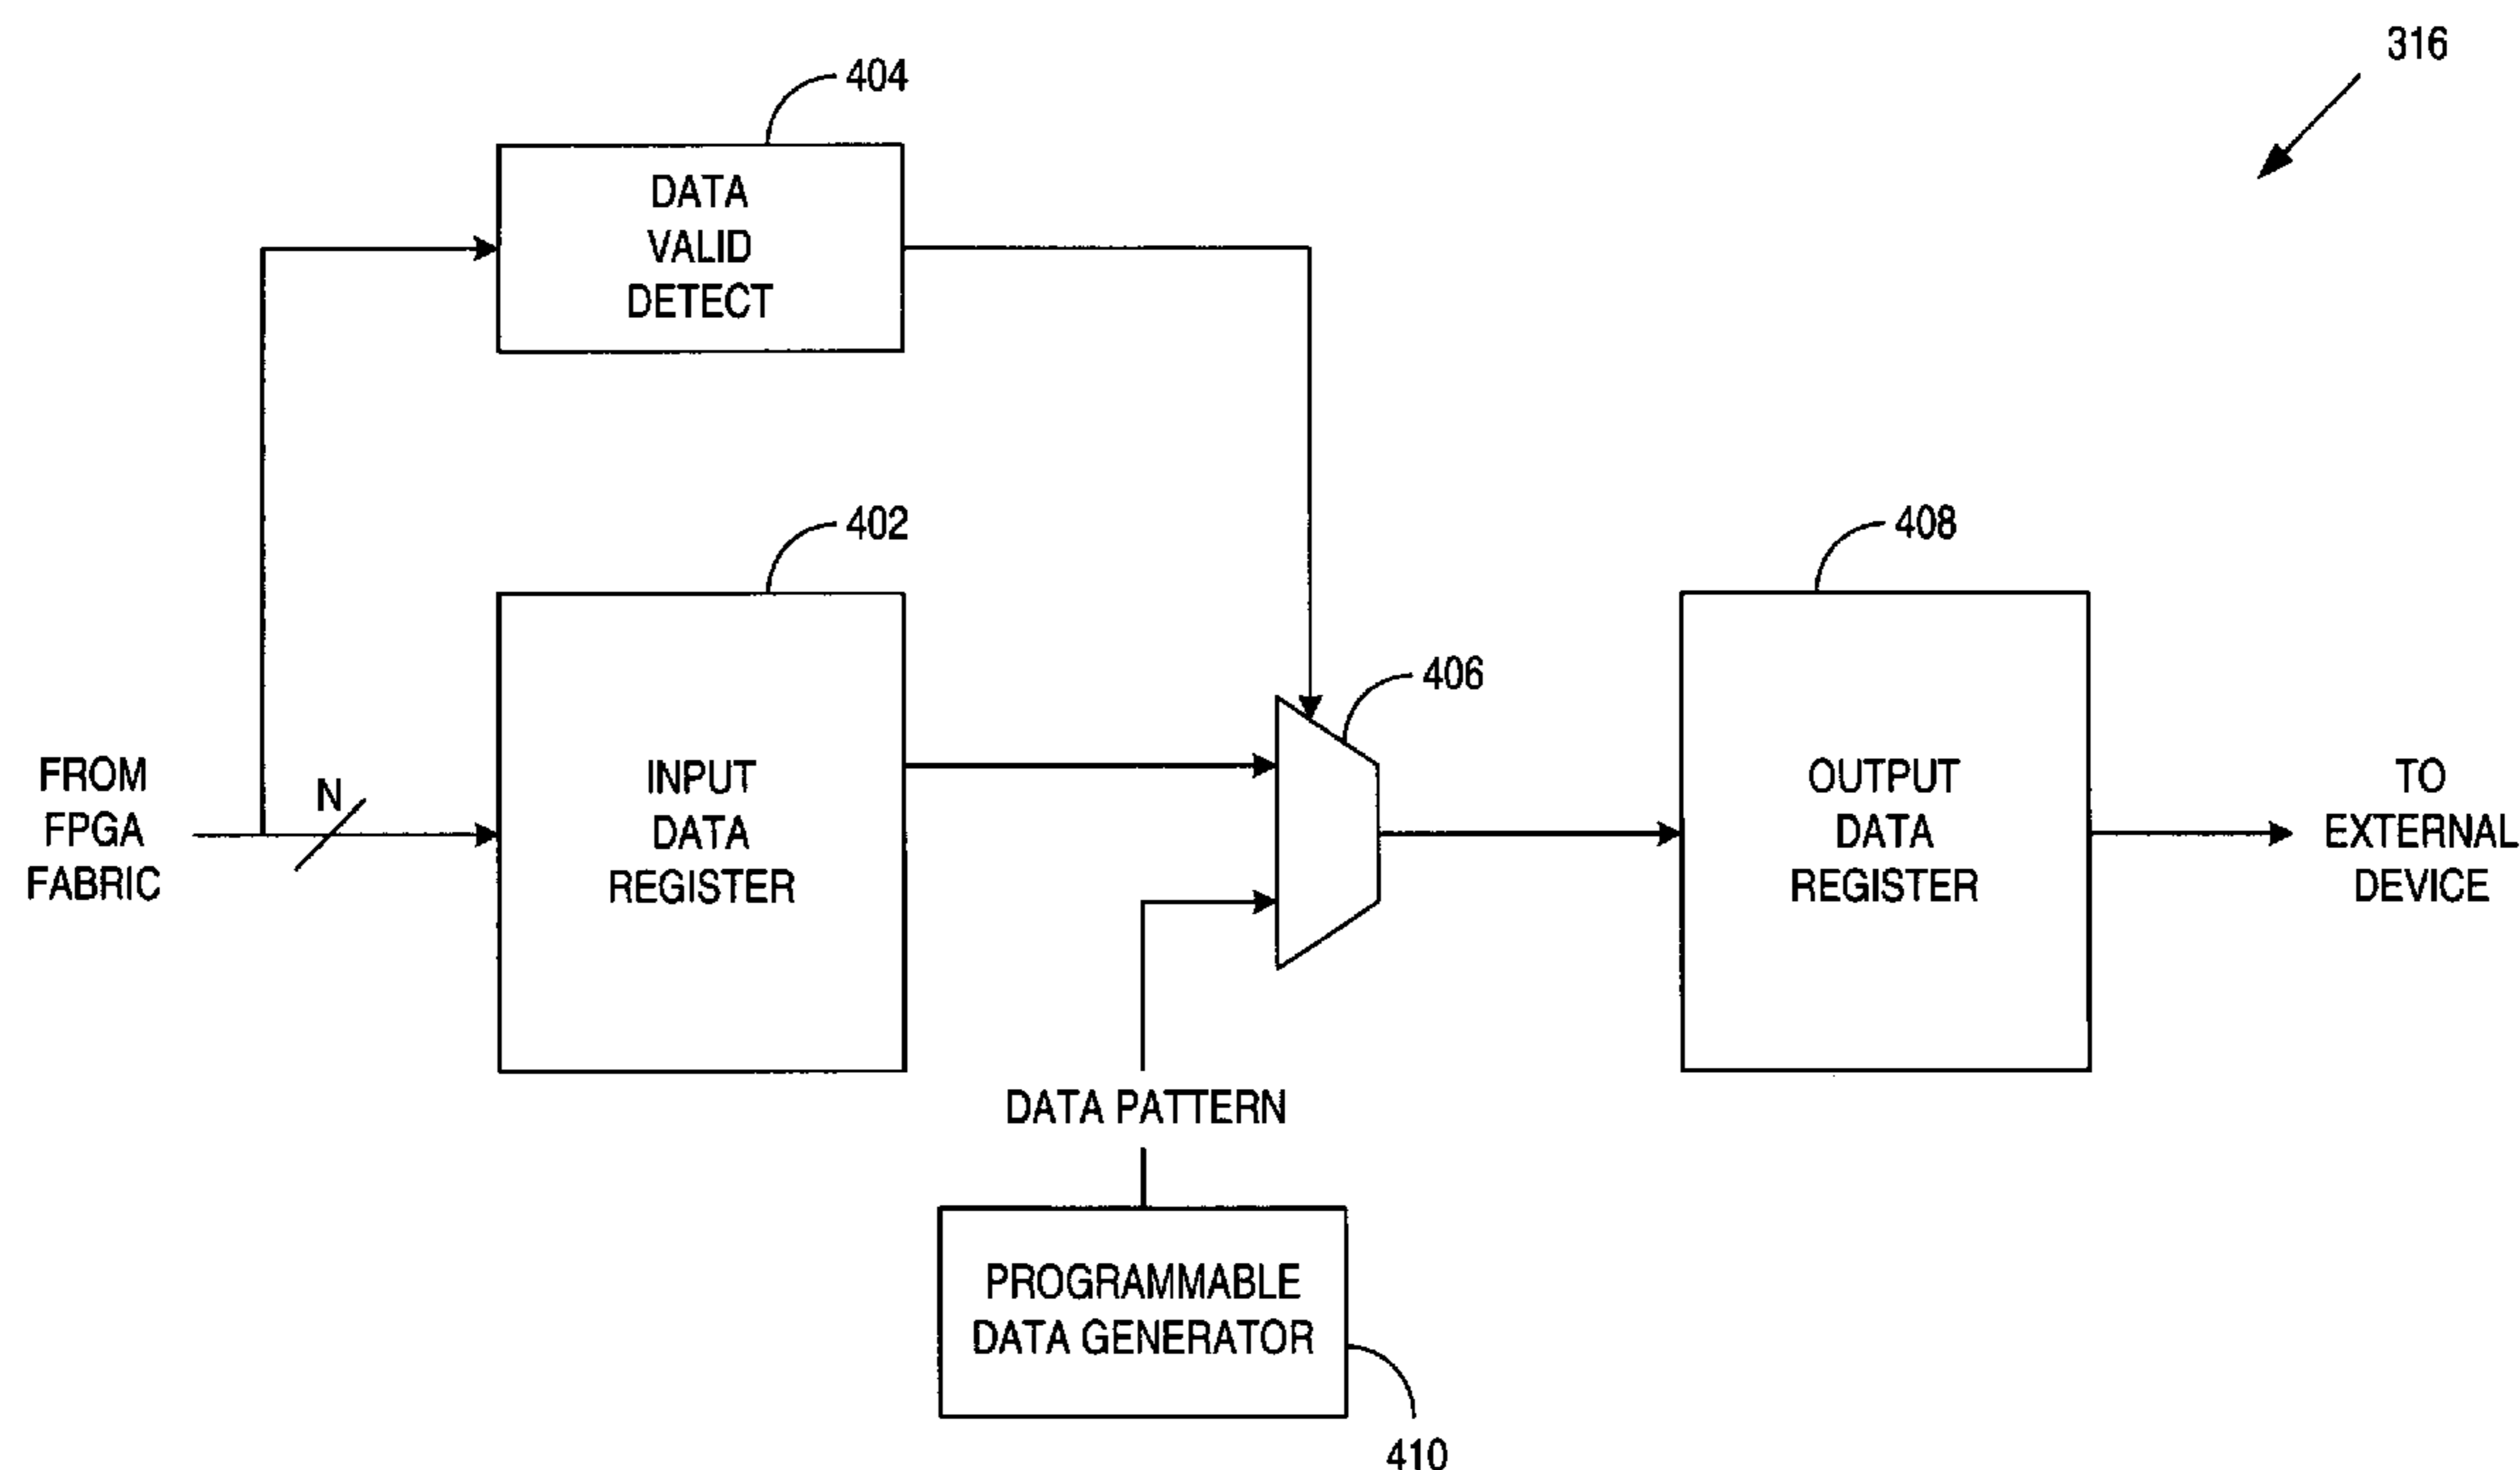 316
404
DATA
VALID
DETECT
402
408
406
FROM
FPGA
FABRIC
N
INPUT
DATA
REGISTER
OUTPUT
DATA
REGISTER
TO
EXTERNAL
DEVICE
DATA PATTERN
PROGRAMMABLE
DATA GENERATOR
410